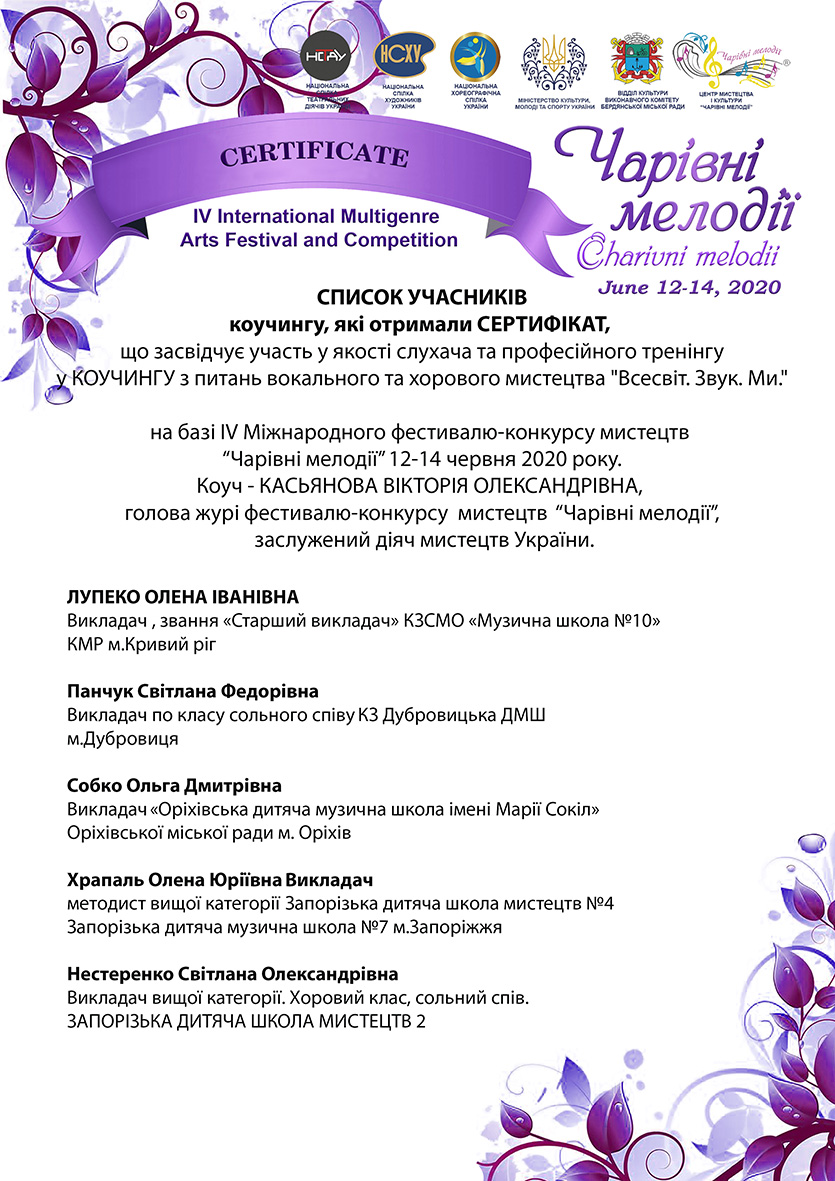 НСТДУ
НАЦІОНАЛЬНА
СПІЛКА
ТЕАТРАЛЬНИХ
ДІЯЧІВ УКРАЇНИ
НСХУ
НАЦІОНАЛЬНА
СПІЛКА
ХУДОЖНИКІВ
УКРАЇНИ
НАЦІОНАЛЬНА
ХОРЕОГРАФІЧНА
СПІЛКА
УКРАЇНИ
МІНІСТЕРСТВО КУЛЬТУРИ,
МОЛОДІ ТА СПОРТУ УКРАЇНИ
ВІДДІЛ КУЛЬТУРИ
ВИКОНАВЧОГО КОМІТЕТУ
БЕРДЯНСЬКОЇ МІСЬКОЇ РАДИ
Чарівні мелодії ®
ЦЕНТР МИСТЕЦТВА
І КУЛЬТУРИ
"ЧАРІВНІ МЕЛОДІЇ"
CERTIFICATE
IV International Multigenre
Arts Festival and Competition
Чарівні
мелодії
Charivni melodii
June 12-14, 2020
СПИСОК УЧАСНИКІВ
коучингу, які отримали СЕРТИФІКАТ,
що засвідчує участь у якості слухача та професійного тренінгу
у КОУЧИНГУ з питань вокального та хорового мистецтва "Всесвіт. Звук. Ми."
на базі IV Міжнародного фестивалю-конкурсу мистецтв
“Чарівні мелодії” 12-14 червня 2020 року.
Коуч - КАСЬЯНОВА ВІКТОРІЯ ОЛЕКСАНДРІВНА,
голова журі фестивалю-конкурсу мистецтв “Чарівні мелодії”,
заслужений діяч мистецтв України.
ЛУПЕКО ОЛЕНА ІВАНІВНА
Викладач , звання «Старший викладач» КЗСМО «Музична школа №10»
КМР м.Кривий ріг
Панчук Світлана Федорівна
Викладач по класу сольного співу КЗ Дубровицька ДМШ
м.Дубровиця
Собко Ольга Дмитрівна
Викладач «Оріхівська дитяча музична школа імені Марії Сокіл»
Оріхівської міської ради м. Оріхів
Храпаль Олена Юріївна Викладач
методист вищої категорії Запорізька дитяча школа мистецтв №4
Запорізька дитяча музична школа №7 м.Запоріжжя
Нестеренко Світлана Олександрівна
Викладач вищої категорії. Хоровий клас, сольний спів.
ЗАПОРІЗЬКА ДИТЯЧА ШКОЛА МИСТЕЦТВ 2